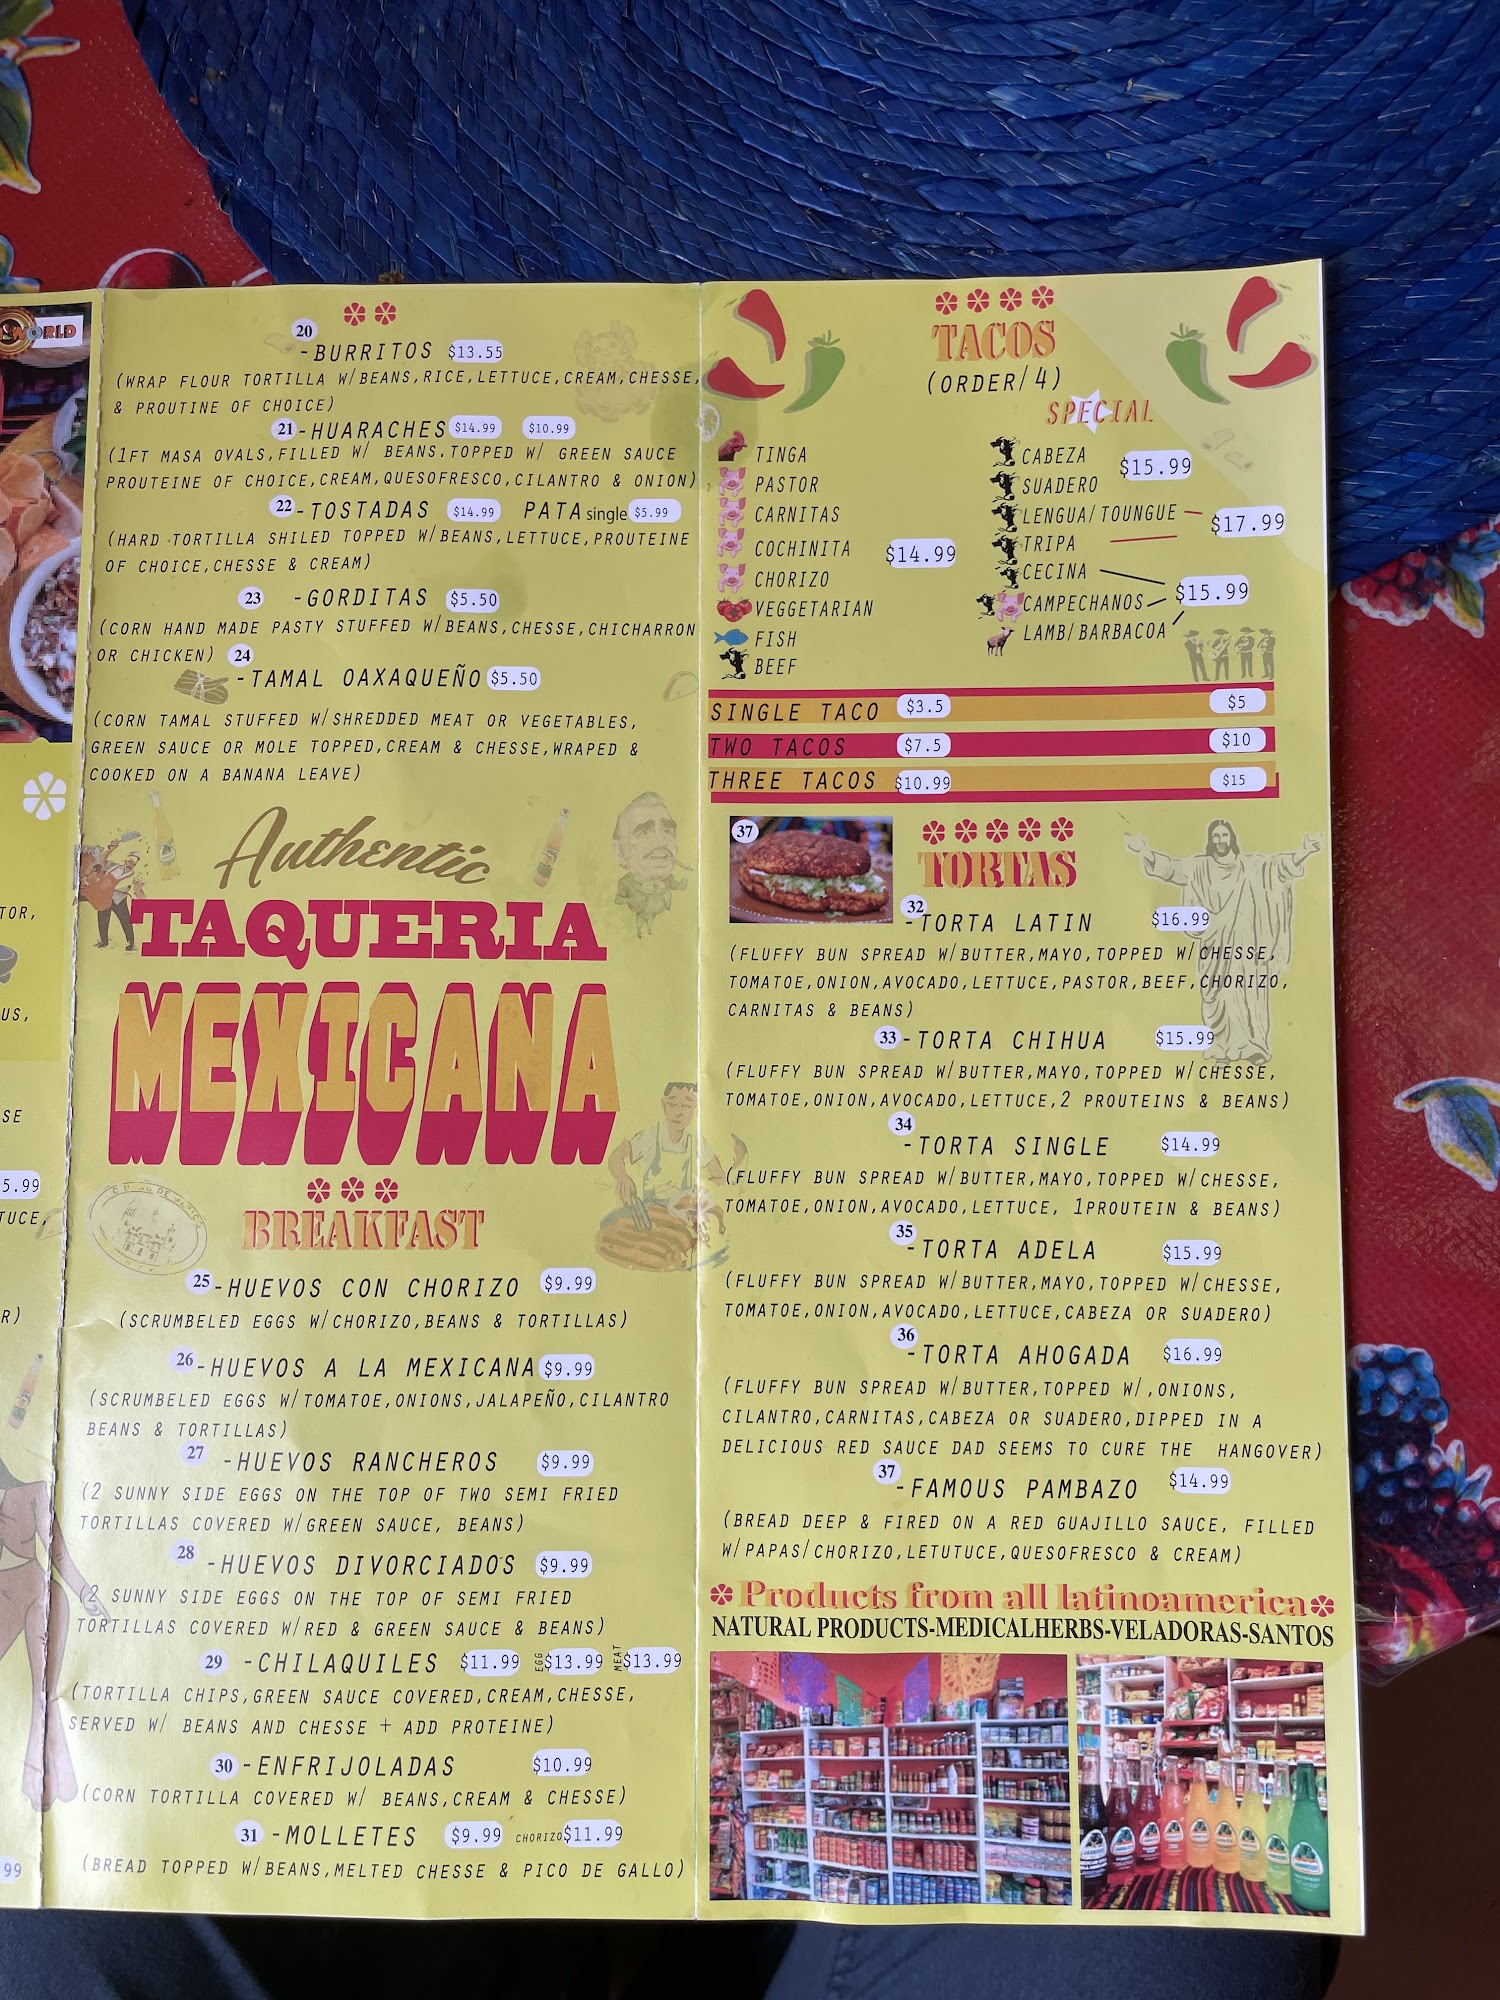 WORLD
TOR,
US,
SE
5.99
TUCE,
R)
99
20
-BURRITOS $13.55
(WRAP FLOUR TORTILLA W/BEANS,RICE,LETTUCE,CREAM,CHESSE,
& PROUTINE OF CHOICE)
21 -HUARACHES $14.99 $10.99
(1FT MASA OVALS,FILLED W/ BEANS.TOPPED W/ GREEN SAUCE
PROUTEINE OF CHOICE,CREAM,QUESOFRESCO,CILANTRO & ONION)
22 -TOSTADAS $14.99 PATA single $5.99
(HARD TORTILLA SHILED TOPPED W/BEANS,LETTUCE,PROUTEINE
OF CHOICE,CHESSE & CREAM)
23 -GORDITAS $5.50
(CORN HAND MADE PASTY STUFFED W/BEANS,CHESSE,CHICHARRON
OR CHICKEN) 24
-TAMAL OAXAQUEÑO $5.50
(CORN TAMAL STUFFED W/SHREDDED MEAT OR VEGETABLES,
GREEN SAUCE OR MOLE TOPPED,CREAM & CHESSE,WRAPED &
COOKED ON A BANANA LEAVE)
Authentic
TAQUERIA
MEXICANA
BREAKFAST
25 -HUEVOS CON CHORIZO $9.99
(SCRUMBELED EGGS W/CHORIZO,BEANS & TORTILLAS)
26 -HUEVOS A LA MEXICANA $9.99
(SCRUMBELED EGGS W/TOMATOE,ONIONS,JALAPEÑO,CILANTRO
BEANS & TORTILLAS)
27 -HUEVOS RANCHEROS $9.99
(2 SUNNY SIDE EGGS ON THE TOP OF TWO SEMI FRIED
TORTILLAS COVERED W/GREEN SAUCE, BEANS)
28 -HUEVOS DIVORCIADOS $9.99
(2 SUNNY SIDE EGGS ON THE TOP OF SEMI FRIED
TORTILLAS COVERED W/RED & GREEN SAUCE & BEANS)
29 -CHILAQUILES $11.99 EGG $13.99 MEAT $13.99
(TORTILLA CHIPS,GREEN SAUCE COVERED,CREAM,CHESSE,
SERVED W/ BEANS AND CHESSE + ADD PROTEINE)
30 -ENFRIJOLADAS $10.99
(CORN TORTILLA COVERED W/ BEANS,CREAM & CHESSE)
31 -MOLLETES $9.99 CHORIZO $11.99
(BREAD TOPPED W/BEANS,MELTED CHESSE & PICO DE GALLO)
TACOS
(ORDER/4)
SPECIAL
TINGA
PASTOR
CARNITAS
COCHINITA $14.99
CHORIZO
VEGGETARIAN
FISH
BEEF
CABEZA
$15.99
SUADERO
LENGUA/TOUNGUE
$17.99
TRIPA
CECINA
$15.99
CAMPECHANOS
LAMB/BARBACOA
SINGLE TACO $3.5 $5
TWO TACOS $7.5 $10
THREE TACOS $10.99 $15
37
TORTAS
32
-TORTA LATIN $16.99
(FLUFFY BUN SPREAD W/BUTTER,MAYO,TOPPED W/CHESSE,
TOMATOE,ONION,AVOCADO,LETTUCE,PASTOR,BEEF,CHORIZO,
CARNITAS & BEANS)
33 -TORTA CHIHUA $15.99
(FLUFFY BUN SPREAD W/BUTTER,MAYO,TOPPED W/CHESSE,
TOMATOE,ONION,AVOCADO,LETTUCE,2 PROUTEINS & BEANS)
34
-TORTA SINGLE $14.99
(FLUFFY BUN SPREAD W/BUTTER,MAYO,TOPPED W/CHESSE,
TOMATOE,ONION,AVOCADO,LETTUCE, 1PROUTEIN & BEANS)
35
-TORTA ADELA $15.99
(FLUFFY BUN SPREAD W/BUTTER,MAYO,TOPPED W/CHESSE,
TOMATOE,ONION,AVOCADO,LETTUCE,CABEZA OR SUADERO)
36
-TORTA AHOGADA $16.99
(FLUFFY BUN SPREAD W/BUTTER,TOPPED W/,ONIONS,
CILANTRO,CARNITAS,CABEZA OR SUADERO,DIPPED IN A
DELICIOUS RED SAUCE DAD SEEMS TO CURE THE HANGOVER)
37
-FAMOUS PAMBAZO $14.99
(BREAD DEEP & FIRED ON A RED GUAJILLO SAUCE, FILLED
W/PAPAS/CHORIZO,LETUTUCE,QUESOFRESCO & CREAM)
Products from all latinoamerica
NATURAL PRODUCTS-MEDICALHERBS-VELADORAS-SANTOS